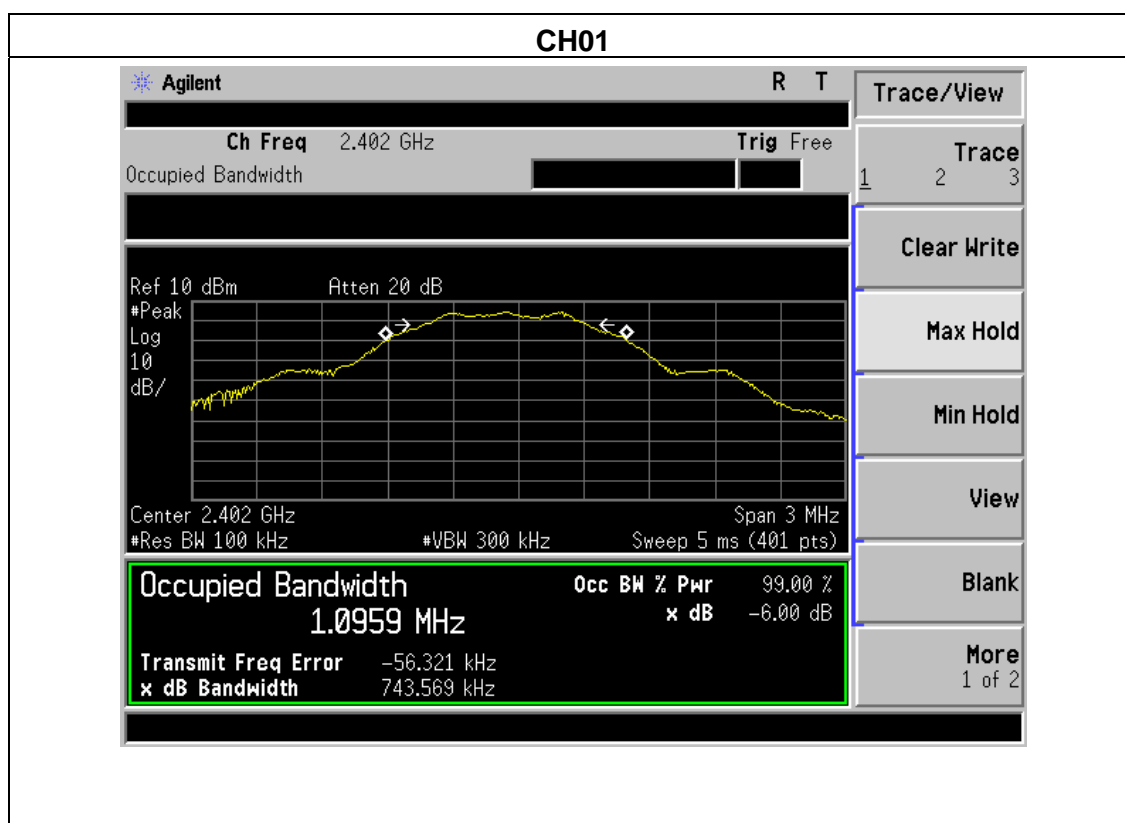 CH01
Agilent R T
Ch Freq 2.402 GHz Trig Free
Occupied Bandwidth
Ref 10 dBm Atten 20 dB
#Peak
Log
10
dB/
Center 2.402 GHz Span 3 MHz
#Res BW 100 kHz #VBW 300 kHz Sweep 5 ms (401 pts)
Occupied Bandwidth Occ BW % Pwr 99.00 %
1.0959 MHz x dB -6.00 dB
Transmit Freq Error -56.321 kHz
x dB Bandwidth 743.569 kHz
Trace/View
Trace
1 2 3
Clear Write
Max Hold
Min Hold
View
Blank
More
1 of 2